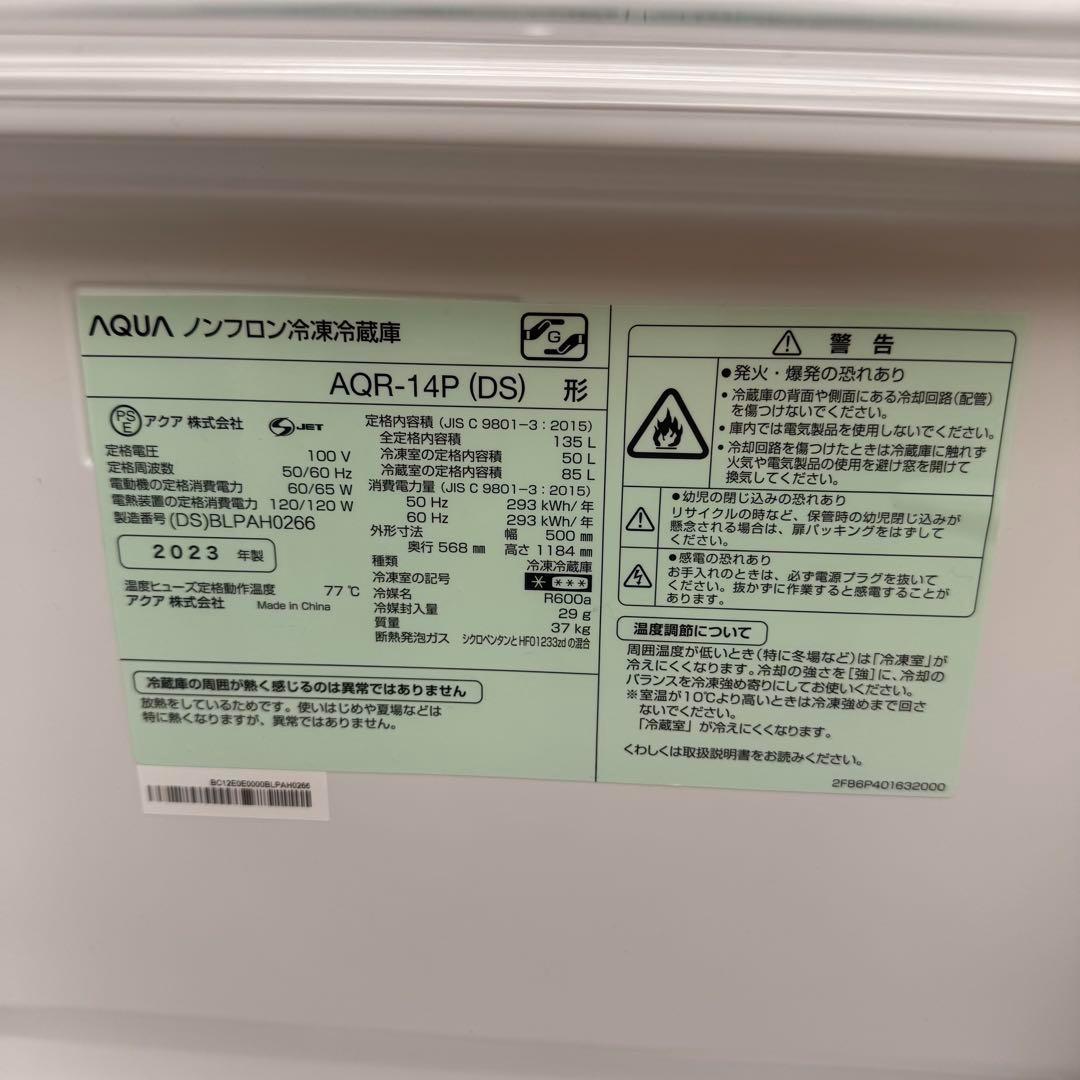 AQUA ノンフロン冷凍冷蔵庫
G
AQR-14P (DS) 形
PS E アクア 株式会社 S JET
定格電圧 100 V
定格周波数 50/60 Hz
電動機の定格消費電力 60/65 W
電熱装置の定格消費電力 120/120 W
製造番号 (DS)BLPAH0266
2023 年製
温度ヒューズ定格動作温度 77 ℃
アクア 株式会社 Made in China
定格内容積 (JIS C 9801-3 : 2015)
全定格内容積 135 L
冷凍室の定格内容積 50 L
冷蔵室の定格内容積 85 L
消費電力量 (JIS C 9801-3 : 2015)
50 Hz 293 kWh/年
60 Hz 293 kWh/年
外形寸法 幅 500 ㎜
奥行 568 ㎜ 高さ 1184 ㎜
種類 冷凍冷蔵庫
冷凍室の記号 * ***
冷媒名 R600a
冷媒封入量 29 g
質量 37 kg
断熱発泡ガス シクロペンタンとHFO1233zdの混合
冷蔵庫の周囲が熱く感じるのは異常ではありません
放熱をしているためです。使いはじめや夏場などは
特に熱くなりますが、異常ではありません。
BC12E0E0000BLPAH0266
警告
●発火・爆発の恐れあり
・冷蔵庫の背面や側面にある冷却回路(配管)
を傷つけないでください。
・庫内では電気製品を使用しないでください。
・冷却回路を傷つけたときは冷蔵庫に触れず
火気や電気製品の使用を避け窓を開けて
換気してください。
●幼児の閉じ込みの恐れあり
リサイクルの時など、保管時の幼児閉じ込みが
懸念される場合は、扉パッキングをはずして
ください。
●感電の恐れあり
お手入れのときは、必ず電源プラグを抜いて
ください。抜かずに作業すると感電することが
あります。
温度調節について
周囲温度が低いとき(特に冬場など)は「冷凍室」が
冷えにくくなります。冷却の強さを[強]に、冷却の
バランスを冷凍強め寄りにしてお使いください。
※室温が10℃より高いときは冷凍強めまで回さ
ないでください。
「冷蔵室」が冷えにくくなります。
くわしくは取扱説明書をお読みください。
2FB6P401632000